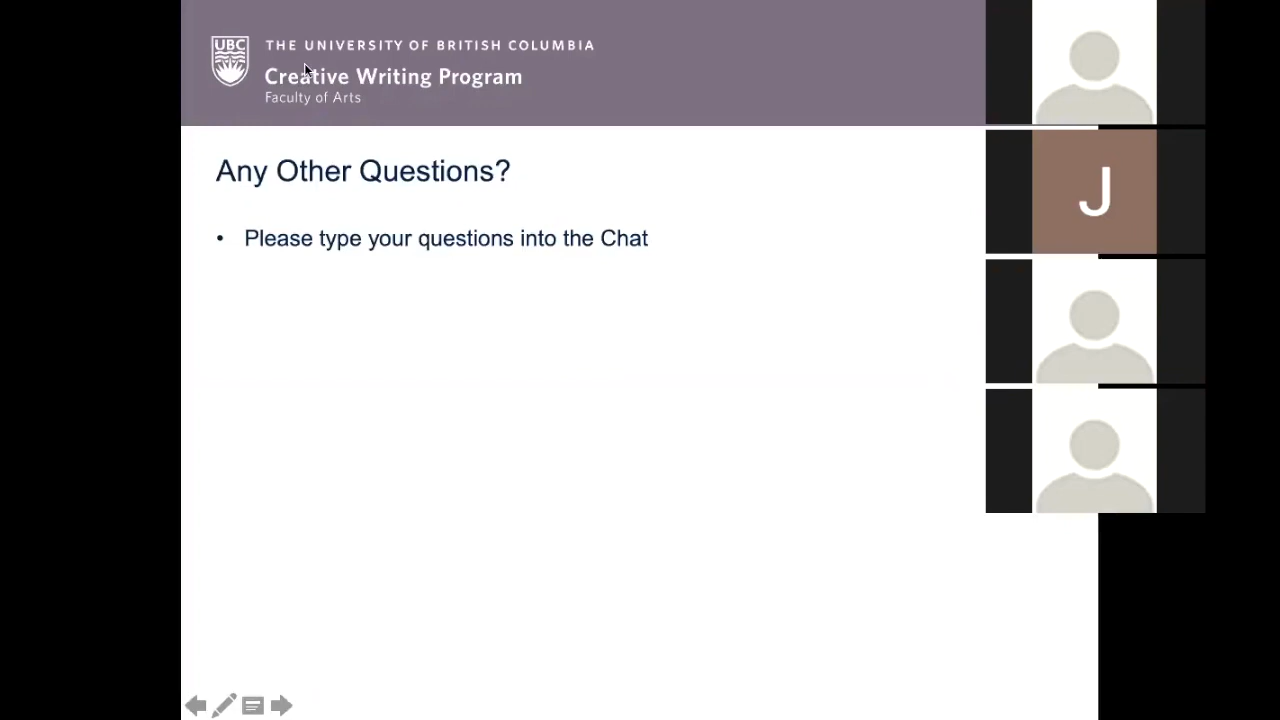 UBC
THE UNIVERSITY OF BRITISH COLUMBIA
Creative Writing Program
Faculty of Arts
Any Other Questions?
• Please type your questions into the Chat
J